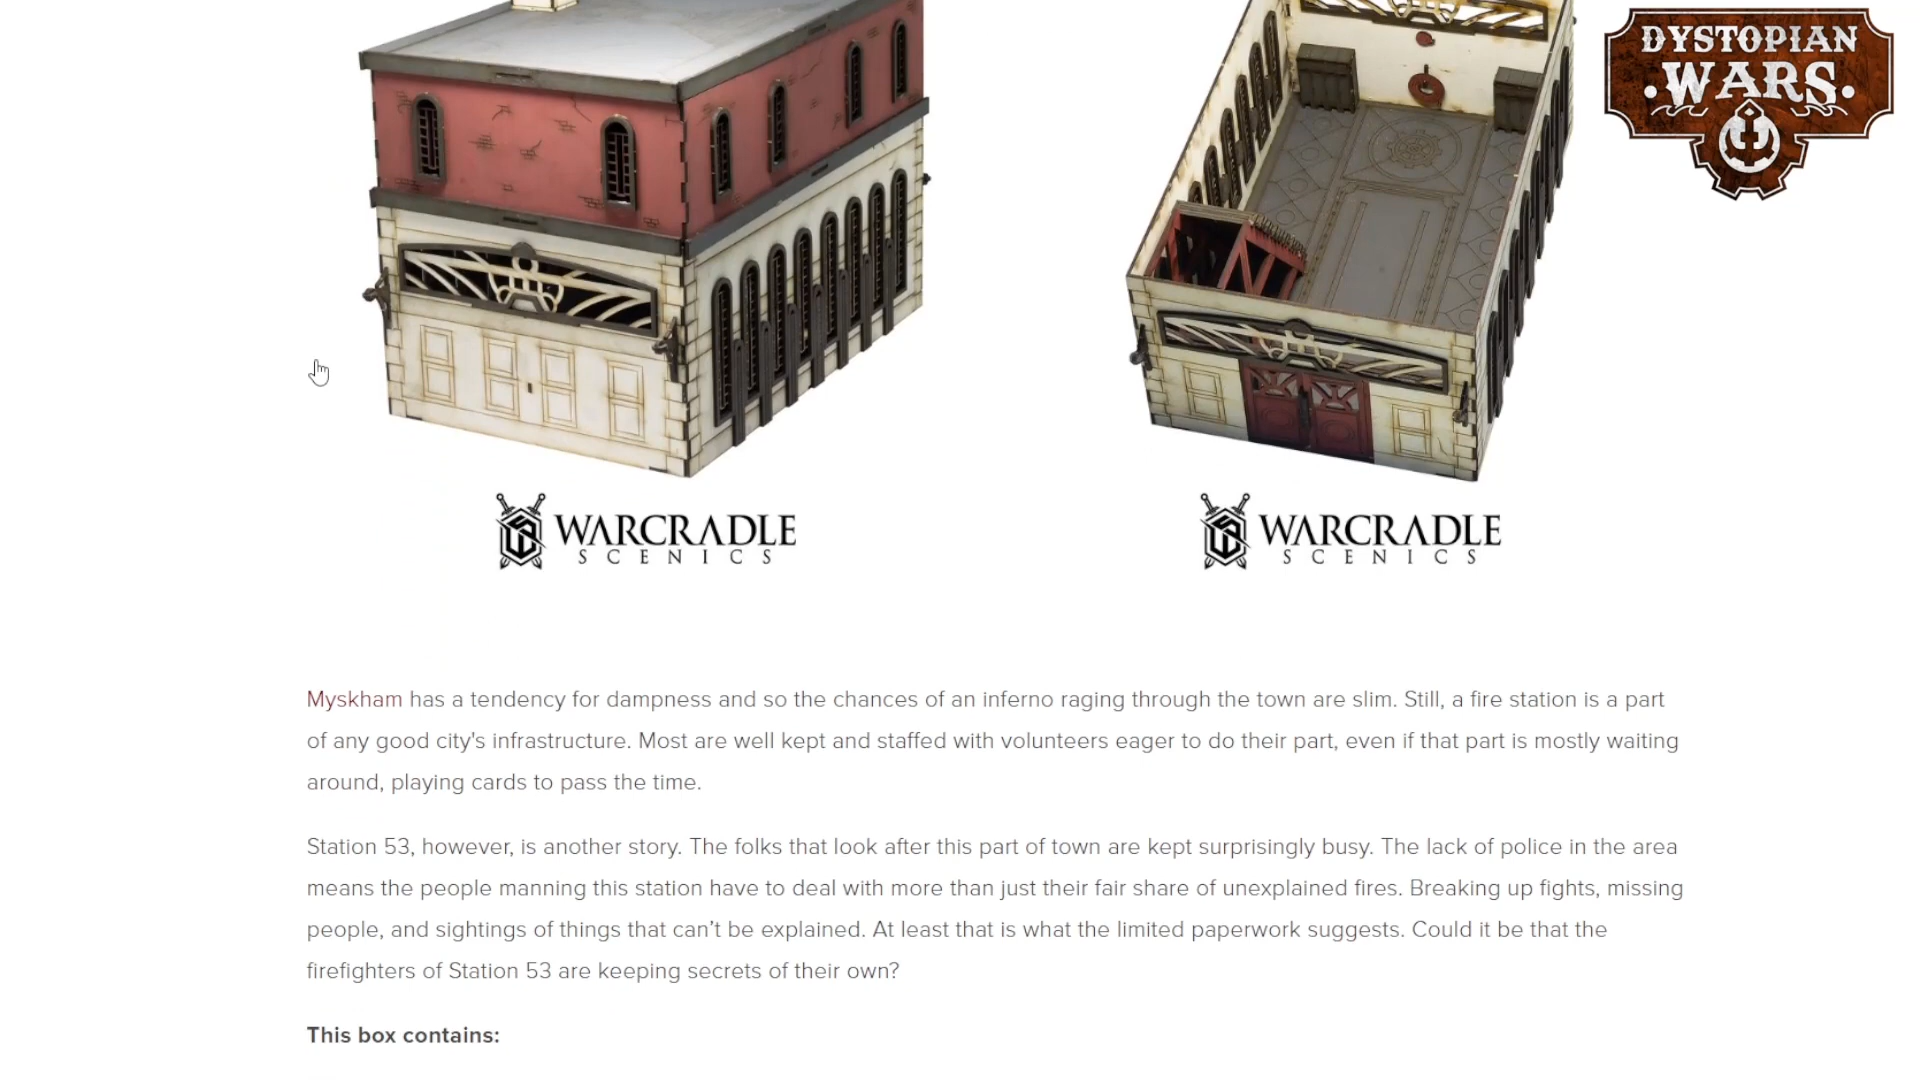 DYSTOPIAN
WARS
WARCRADLE
SCENICS
WARCRADLE
SCENICS
Myskham has a tendency for dampness and so the chances of an inferno raging through the town are slim. Still, a fire station is a part
of any good city's infrastructure. Most are well kept and staffed with volunteers eager to do their part, even if that part is mostly waiting
around, playing cards to pass the time.
Station 53, however, is another story. The folks that look after this part of town are kept surprisingly busy. The lack of police in the area
means the people manning this station have to deal with more than just their fair share of unexplained fires. Breaking up fights, missing
people, and sightings of things that can’t be explained. At least that is what the limited paperwork suggests. Could it be that the
firefighters of Station 53 are keeping secrets of their own?
This box contains: